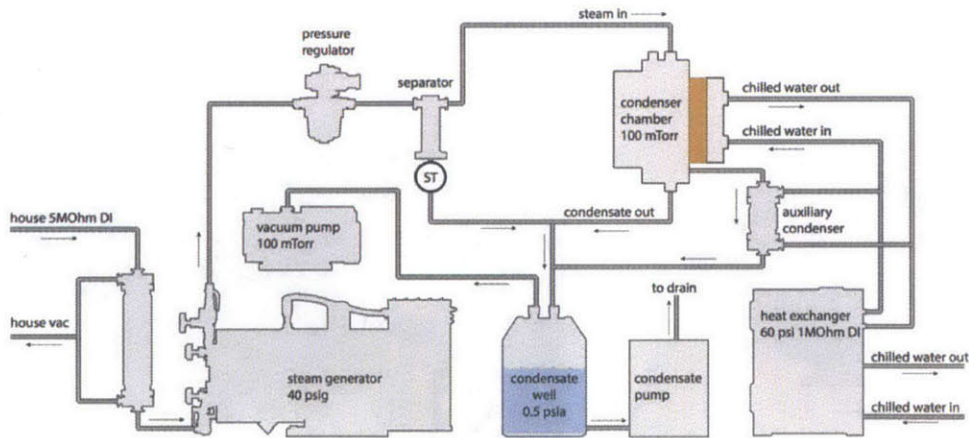 steam in
pressure
regulator
separator
condenser
chamber
100 mTorr
chilled water out
chilled water in
ST
house 5MOhm DI
vacuum pump
100 mTorr
condensate out
auxiliary
condenser
to drain
house vac
steam generator
40 psig
condensate
well
0.5 psia
condensate
pump
heat exchanger
60 psi 1MOhm DI
chilled water out
chilled water in